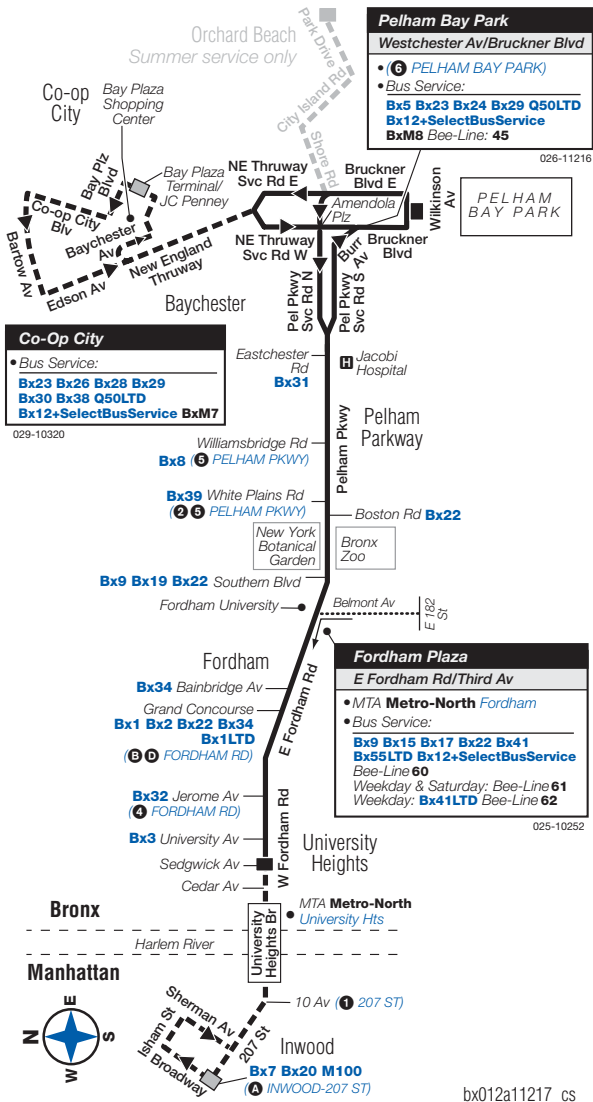 Orchard Beach
Summer service only
Park Drive
City Island Rd
Shore Rd
Pelham Bay Park
Westchester Av/Bruckner Blvd
• (6 PELHAM BAY PARK)
• Bus Service:
Bx5 Bx23 Bx24 Bx29 Q50LTD
Bx12+SelectBusService
BxM8 Bee-Line: 45
026-11216
Co-op
City
Bay Plaza
Shopping
Center
Bay Plz
Blvd
Bay Plaza
Terminal/
JC Penney
Co-op City
Blv
Baychester
Av
Bartow Av
Edson Av
New England
Thruway
Baychester
NE Thruway
Svc Rd E
Bruckner
Blvd E
Amendola
Plz
Wilkinson
Av
PELHAM
BAY PARK
NE Thruway
Svc Rd W
Burr
Av
Bruckner
Blvd
Pel Pkwy
Svc Rd N
Pel Pkwy
Svc Rd S
Co-Op City
• Bus Service:
Bx23 Bx26 Bx28 Bx29
Bx30 Bx38 Q50LTD
Bx12+SelectBusService BxM7
029-10320
Eastchester
Rd
Bx31
H Jacobi
Hospital
Pelham
Parkway
Pelham Pkwy
Williamsbridge Rd
Bx8 (5 PELHAM PKWY)
Bx39 White Plains Rd
(2 5 PELHAM PKWY)
Boston Rd Bx22
New York
Botanical
Garden
Bronx
Zoo
Bx9 Bx19 Bx22 Southern Blvd
Fordham University
Belmont Av
E 182
St
Fordham
Fordham Plaza
E Fordham Rd/Third Av
• MTA Metro-North Fordham
• Bus Service:
Bx9 Bx15 Bx17 Bx22 Bx41
Bx55LTD Bx12+SelectBusService
Bee-Line 60
Weekday & Saturday: Bee-Line 61
Weekday: Bx41LTD Bee-Line 62
025-10252
Bx34 Bainbridge Av
Grand Concourse
Bx1 Bx2 Bx22 Bx34
Bx1LTD
(B D FORDHAM RD)
E Fordham Rd
Bx32 Jerome Av
(4 FORDHAM RD)
Bx3 University Av
W Fordham Rd
University
Heights
Sedgwick Av
Cedar Av
Bronx
University
Heights Br
• MTA Metro-North
University Hts
Harlem River
Manhattan
N
E
S
W
10 Av (1 207 ST)
Sherman Av
Isham St
207 St
Broadway
Inwood
Bx7 Bx20 M100
(A INWOOD-207 ST)
bx012a11217 cs